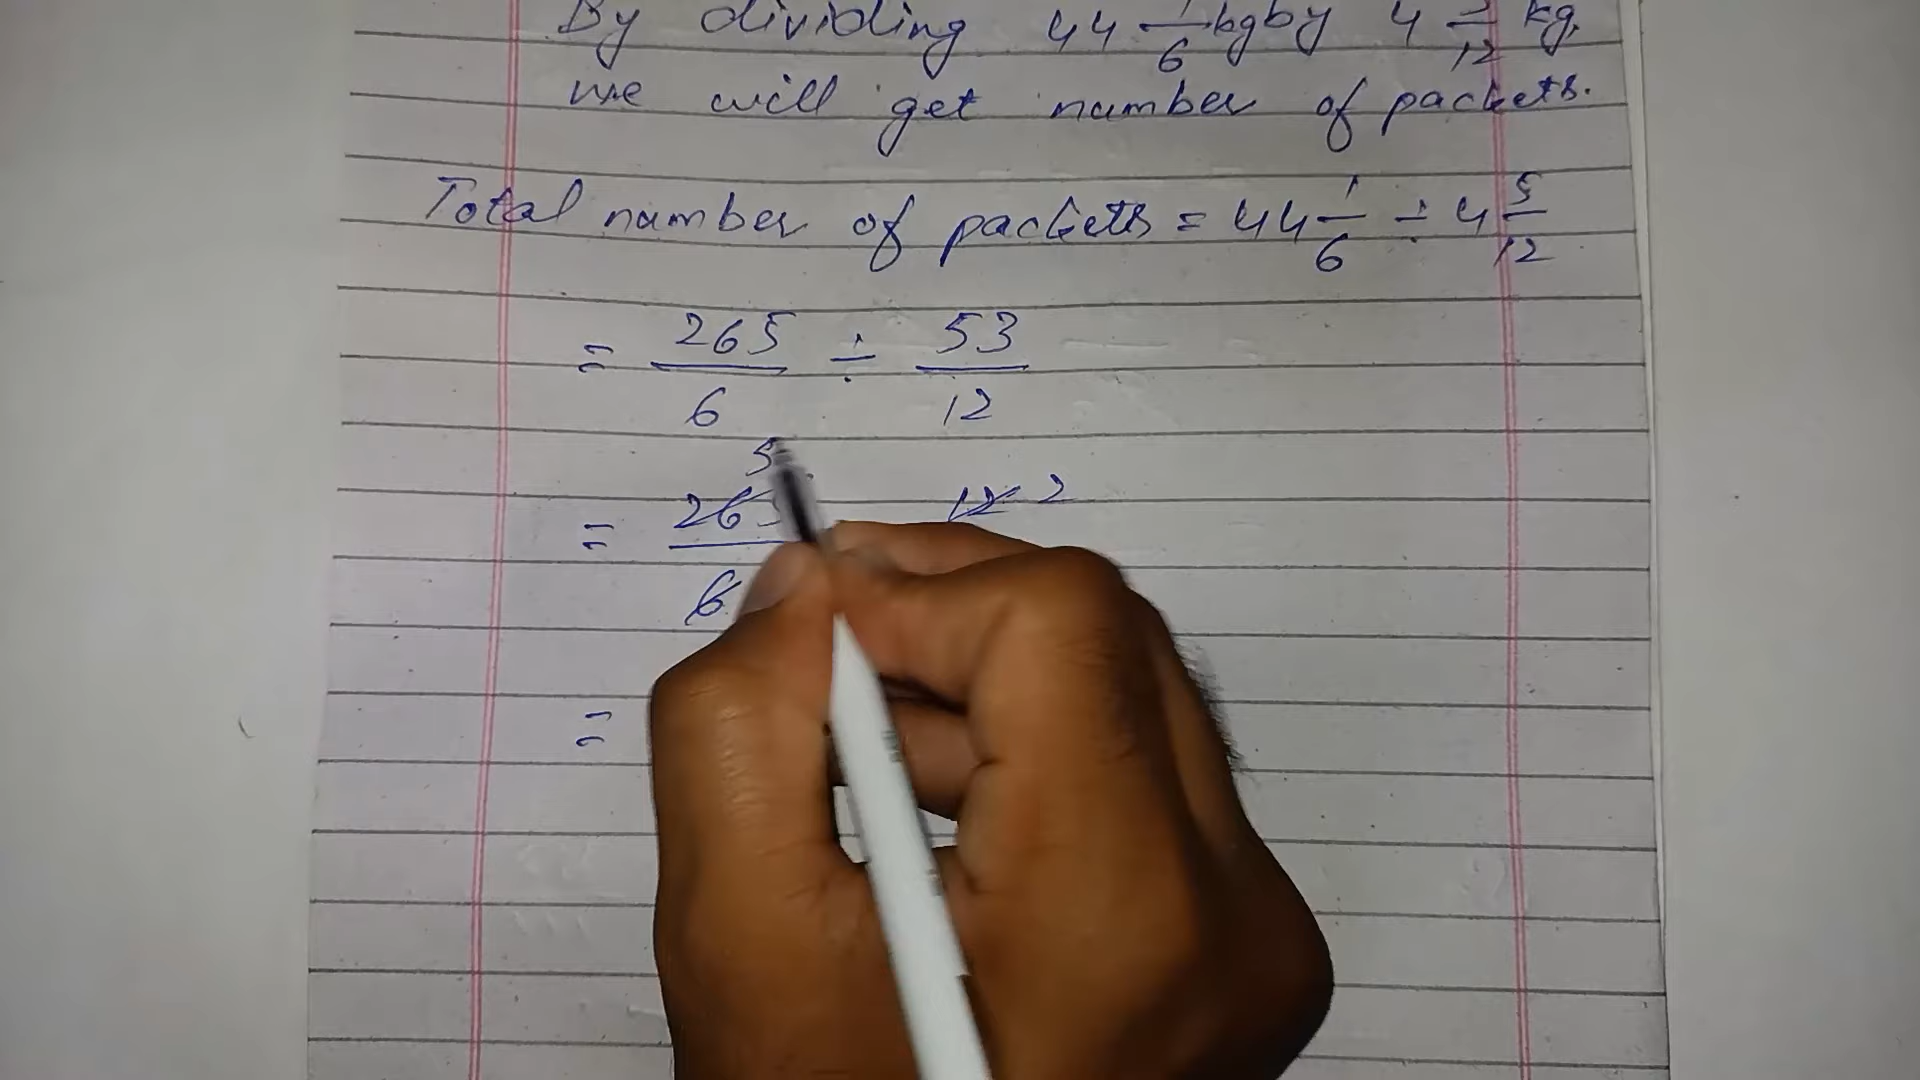 By dividing 44 1/6 kg by 4 5/12 kg,
we will get number of packets.
Total number of packets = 44 1/6 ÷ 4 5/12
= 265/6 ÷ 53/12
5
= 265/6 12 2
=